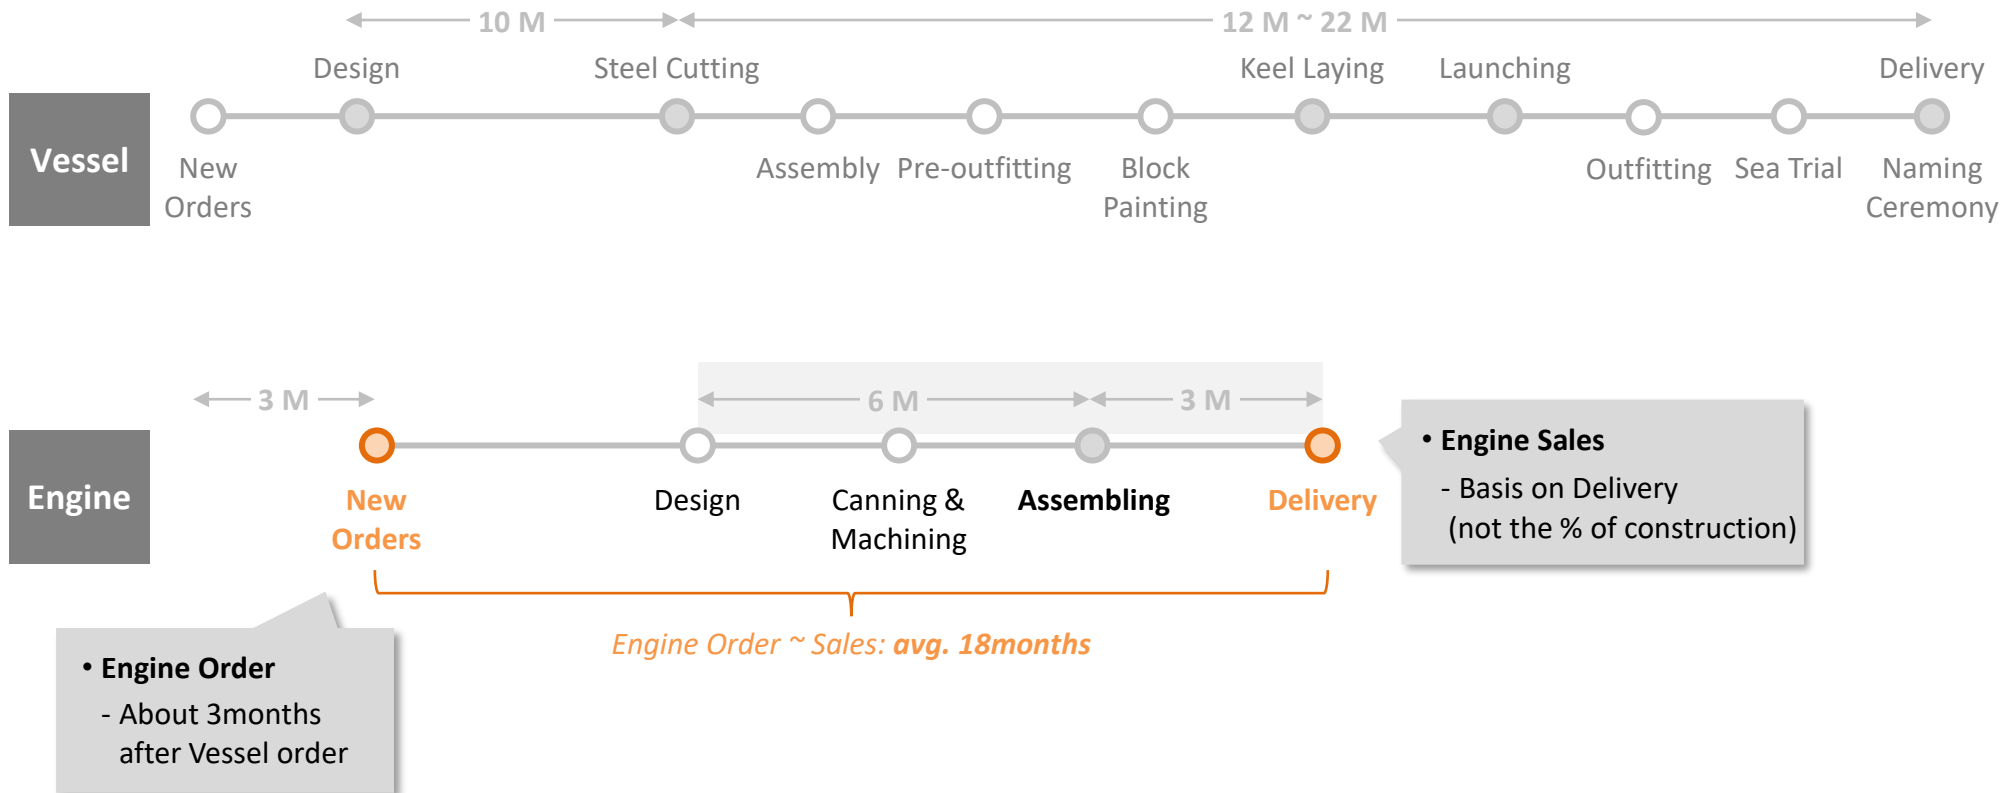 10 M
12 M ~ 22 M
Design
Steel Cutting
Keel Laying
Launching
Delivery
Vessel
New
Orders
Assembly
Pre-outfitting
Block
Painting
Outfitting
Sea Trial
Naming
Ceremony
3 M
6 M
3 M
Engine
New
Orders
Design
Canning &
Machining
Assembling
Delivery
• Engine Sales
- Basis on Delivery
(not the % of construction)
Engine Order ~ Sales: avg. 18months
• Engine Order
- About 3months
after Vessel order